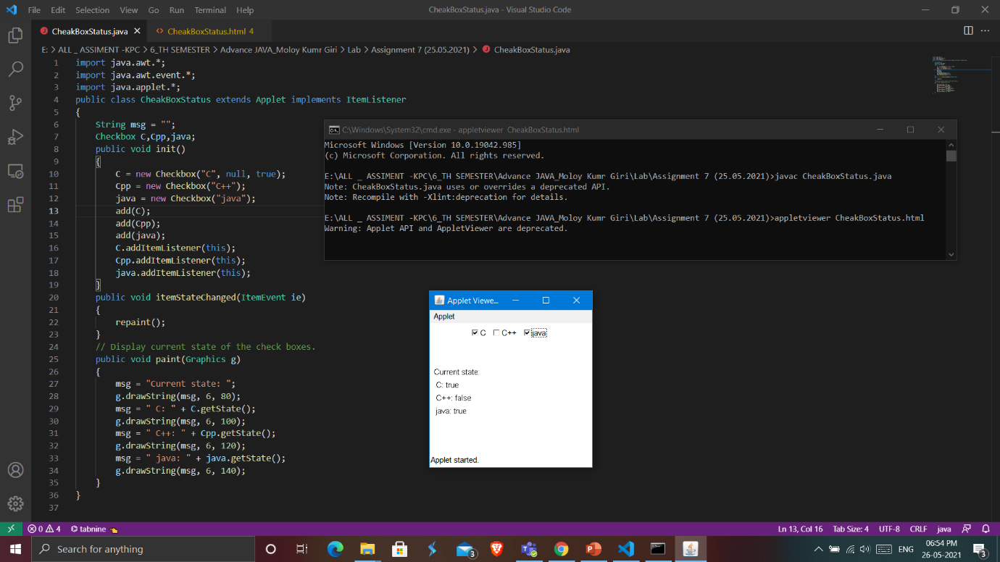 File Edit Selection View Go Run Terminal Help CheakBoxStatus.java - Visual Studio Code
CheakBoxStatus.java CheakBoxStatus.html 4
E: > ALL _ ASSIMENT -KPC > 6_TH SEMESTER > Advance JAVA_Moloy Kumr Giri > Lab > Assignment 7 (25.05.2021) > CheakBoxStatus.java
1 import java.awt.*;
2 import java.awt.event.*;
3 import java.applet.*;
4 public class CheakBoxStatus extends Applet implements ItemListener
5 {
6 String msg = "";
7 Checkbox C,Cpp,java;
8 public void init()
9 {
10 C = new Checkbox("C", null, true);
11 Cpp = new Checkbox("C++");
12 java = new Checkbox("java");
13 add(C);
14 add(Cpp);
15 add(java);
16 C.addItemListener(this);
17 Cpp.addItemListener(this);
18 java.addItemListener(this);
19 }
20 public void itemStateChanged(ItemEvent ie)
21 {
22 repaint();
23 }
24 // Display current state of the check boxes.
25 public void paint(Graphics g)
26 {
27 msg = "Current state: ";
28 g.drawString(msg, 6, 80);
29 msg = " C: " + C.getState();
30 g.drawString(msg, 6, 100);
31 msg = " C++: " + Cpp.getState();
32 g.drawString(msg, 6, 120);
33 msg = " java: " + java.getState();
34 g.drawString(msg, 6, 140);
35 }
36 }
37
C:\Windows\System32\cmd.exe - appletviewer CheakBoxStatus.html
Microsoft Windows [Version 10.0.19042.985]
(c) Microsoft Corporation. All rights reserved.
E:\ALL _ ASSIMENT -KPC\6_TH SEMESTER\Advance JAVA_Moloy Kumr Giri\Lab\Assignment 7 (25.05.2021)>javac CheakBoxStatus.java
Note: CheakBoxStatus.java uses or overrides a deprecated API.
Note: Recompile with -Xlint:deprecation for details.
E:\ALL _ ASSIMENT -KPC\6_TH SEMESTER\Advance JAVA_Moloy Kumr Giri\Lab\Assignment 7 (25.05.2021)>appletviewer CheakBoxStatus.html
Warning: Applet API and AppletViewer are deprecated.
Applet Viewe...
Applet
C C++ java
Current state:
C: true
C++: false
java: true
Applet started.
0 4 tabnine Ln 13, Col 16 Tab Size: 4 UTF-8 CRLF java
Search for anything 3 ENG 06:54 PM
26-05-2021 3